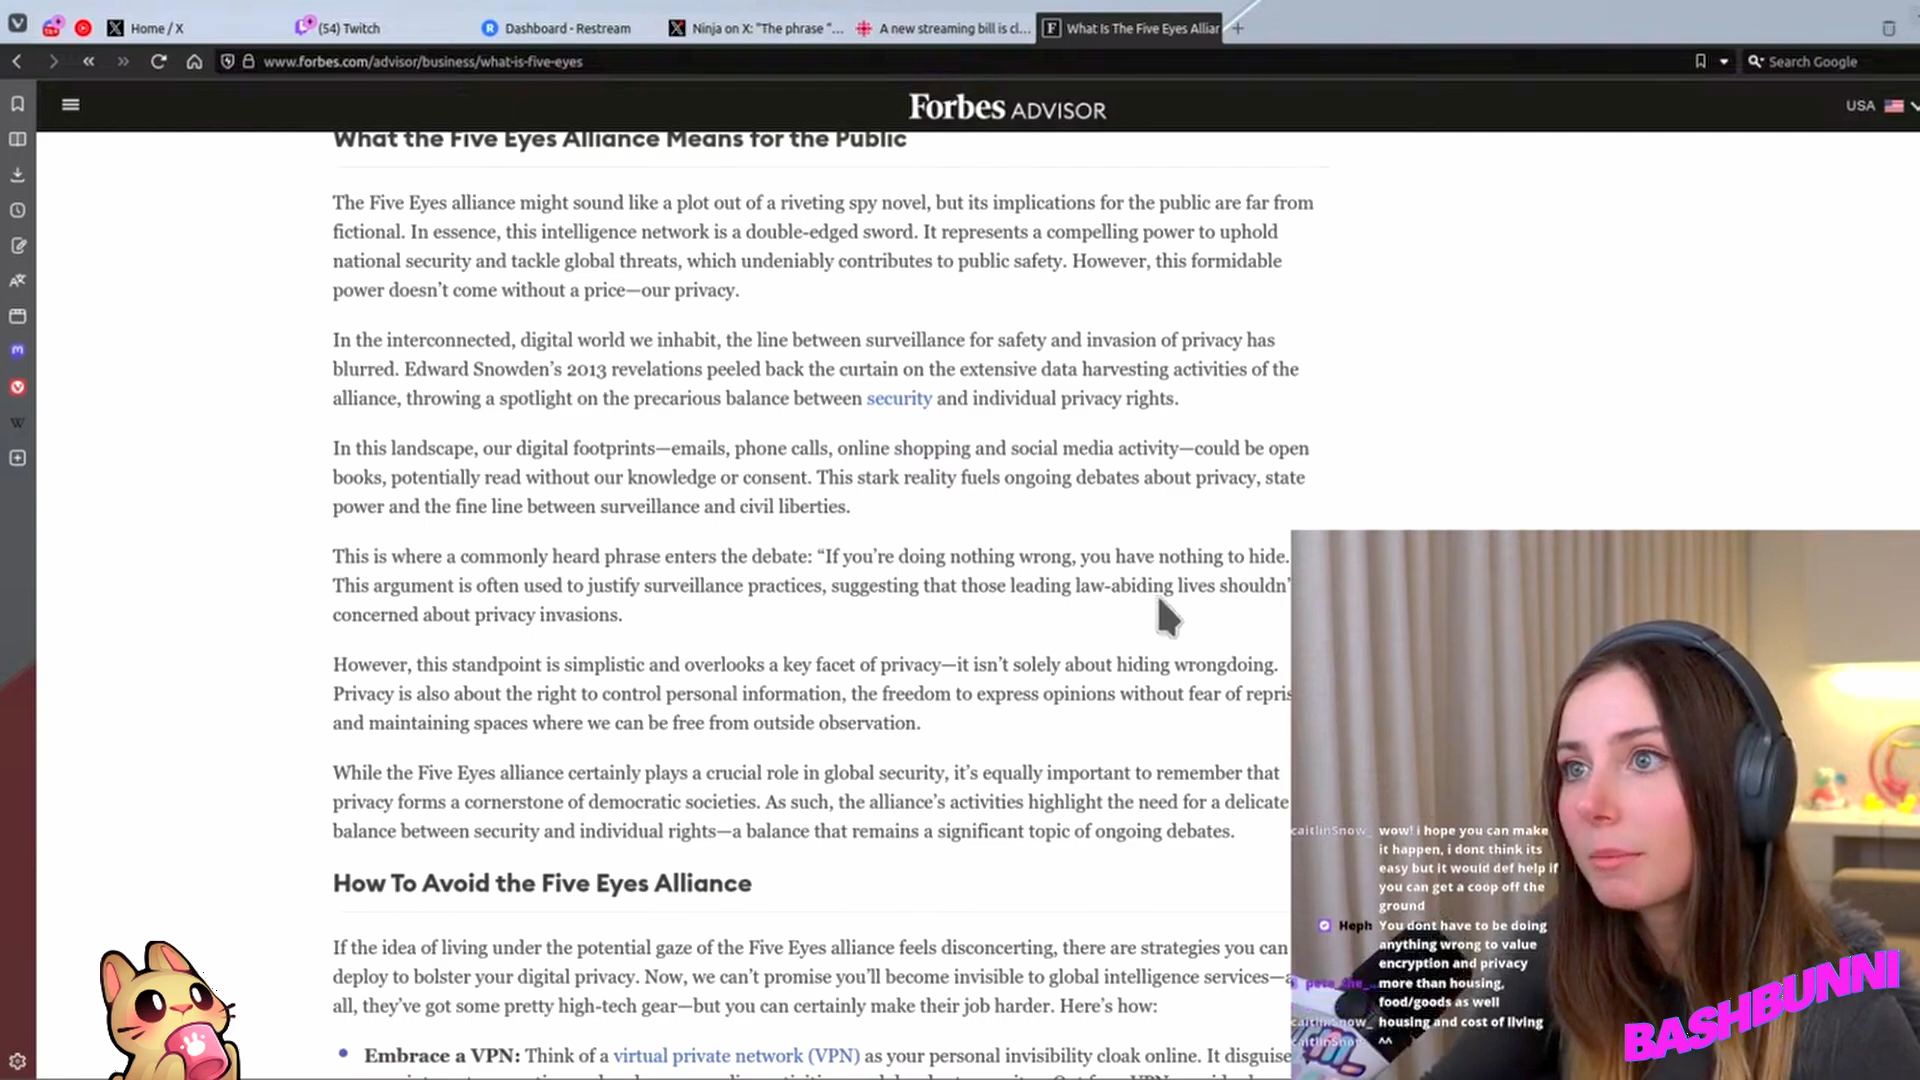 Home / X
(54) Twitch
Dashboard - Restream
Ninja on X: "The phrase "...
A new streaming bill is cl...
What Is The Five Eyes Allian
www.forbes.com/advisor/business/what-is-five-eyes
Search Google
Forbes ADVISOR
USA
What the Five Eyes Alliance Means for the Public
The Five Eyes alliance might sound like a plot out of a riveting spy novel, but its implications for the public are far from
fictional. In essence, this intelligence network is a double-edged sword. It represents a compelling power to uphold
national security and tackle global threats, which undeniably contributes to public safety. However, this formidable
power doesn’t come without a price—our privacy.
In the interconnected, digital world we inhabit, the line between surveillance for safety and invasion of privacy has
blurred. Edward Snowden’s 2013 revelations peeled back the curtain on the extensive data harvesting activities of the
alliance, throwing a spotlight on the precarious balance between security and individual privacy rights.
In this landscape, our digital footprints—emails, phone calls, online shopping and social media activity—could be open
books, potentially read without our knowledge or consent. This stark reality fuels ongoing debates about privacy, state
power and the fine line between surveillance and civil liberties.
This is where a commonly heard phrase enters the debate: “If you’re doing nothing wrong, you have nothing to hide.
This argument is often used to justify surveillance practices, suggesting that those leading law-abiding lives shouldn’
concerned about privacy invasions.
However, this standpoint is simplistic and overlooks a key facet of privacy—it isn’t solely about hiding wrongdoing.
Privacy is also about the right to control personal information, the freedom to express opinions without fear of repris
and maintaining spaces where we can be free from outside observation.
While the Five Eyes alliance certainly plays a crucial role in global security, it’s equally important to remember that
privacy forms a cornerstone of democratic societies. As such, the alliance’s activities highlight the need for a delicate
balance between security and individual rights—a balance that remains a significant topic of ongoing debates.
How To Avoid the Five Eyes Alliance
If the idea of living under the potential gaze of the Five Eyes alliance feels disconcerting, there are strategies you can
deploy to bolster your digital privacy. Now, we can’t promise you’ll become invisible to global intelligence services—a
all, they’ve got some pretty high-tech gear—but you can certainly make their job harder. Here’s how:
Embrace a VPN: Think of a virtual private network (VPN) as your personal invisibility cloak online. It disguise
caitlinSnow_ wow! i hope you can make
it happen, i dont think its
easy but it would def help if
you can get a coop off the
ground
Heph You dont have to be doing
anything wrong to value
encryption and privacy
more than housing,
food/goods as well
caitlinSnow_ housing and cost of living
caitlinSnow_ ^^
BASHBUNNI